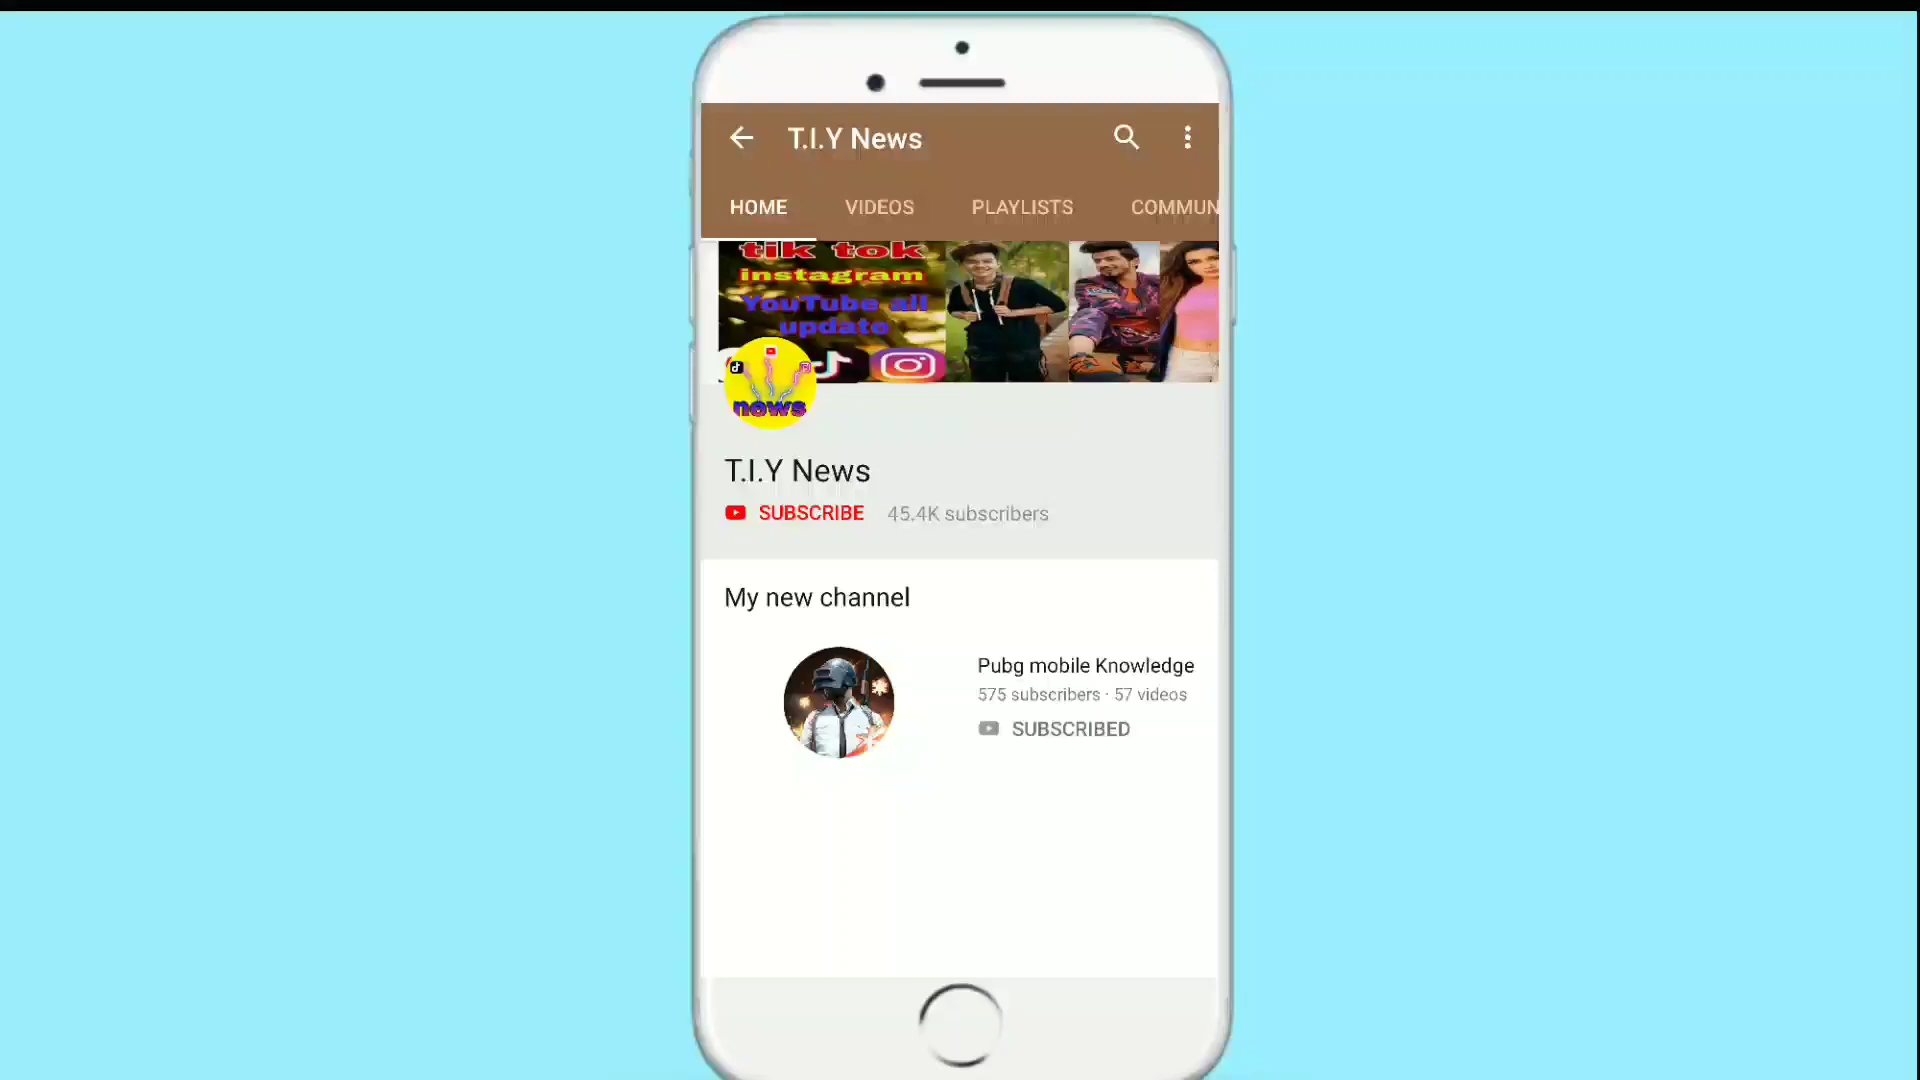 T.I.Y News
HOME VIDEOS PLAYLISTS COMMUN
tik tok
instagram
YouTube all
update
nows
T.I.Y News
SUBSCRIBE 45.4K subscribers
My new channel
Pubg mobile Knowledge
575 subscribers · 57 videos
SUBSCRIBED